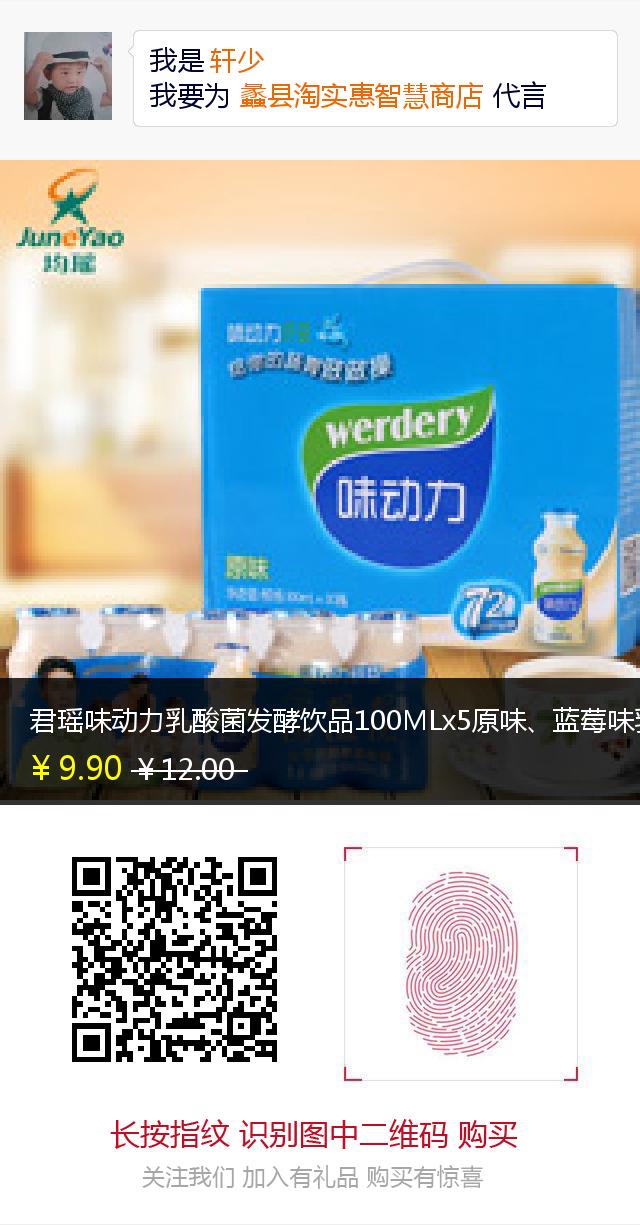 我是 轩少
我要为 蠡县淘实惠智慧商店 代言
JuneYao
均瑶
味动力
werdery
味动力
原味
72
君瑶味动力乳酸菌发酵饮品100MLx5原味、蓝莓味
¥ 9.90 ¥12.00
长按指纹 识别图中二维码 购买
关注我们 加入有礼品 购买有惊喜